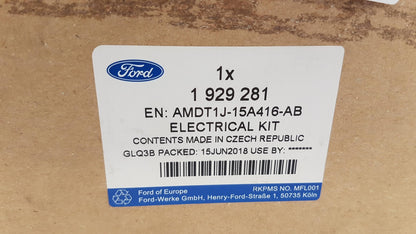 Ford
1x
1 929 281
EN: AMDT1J-15A416-AB
ELECTRICAL KIT
CONTENTS MADE IN CZECH REPUBLIC
GLQ3B PACKED: 15JUN2018 USE BY: *******
Ford of Europe
RKPMS NO. MFL001
Ford-Werke GmbH, Henry-Ford-Straße 1, 50735 Köln